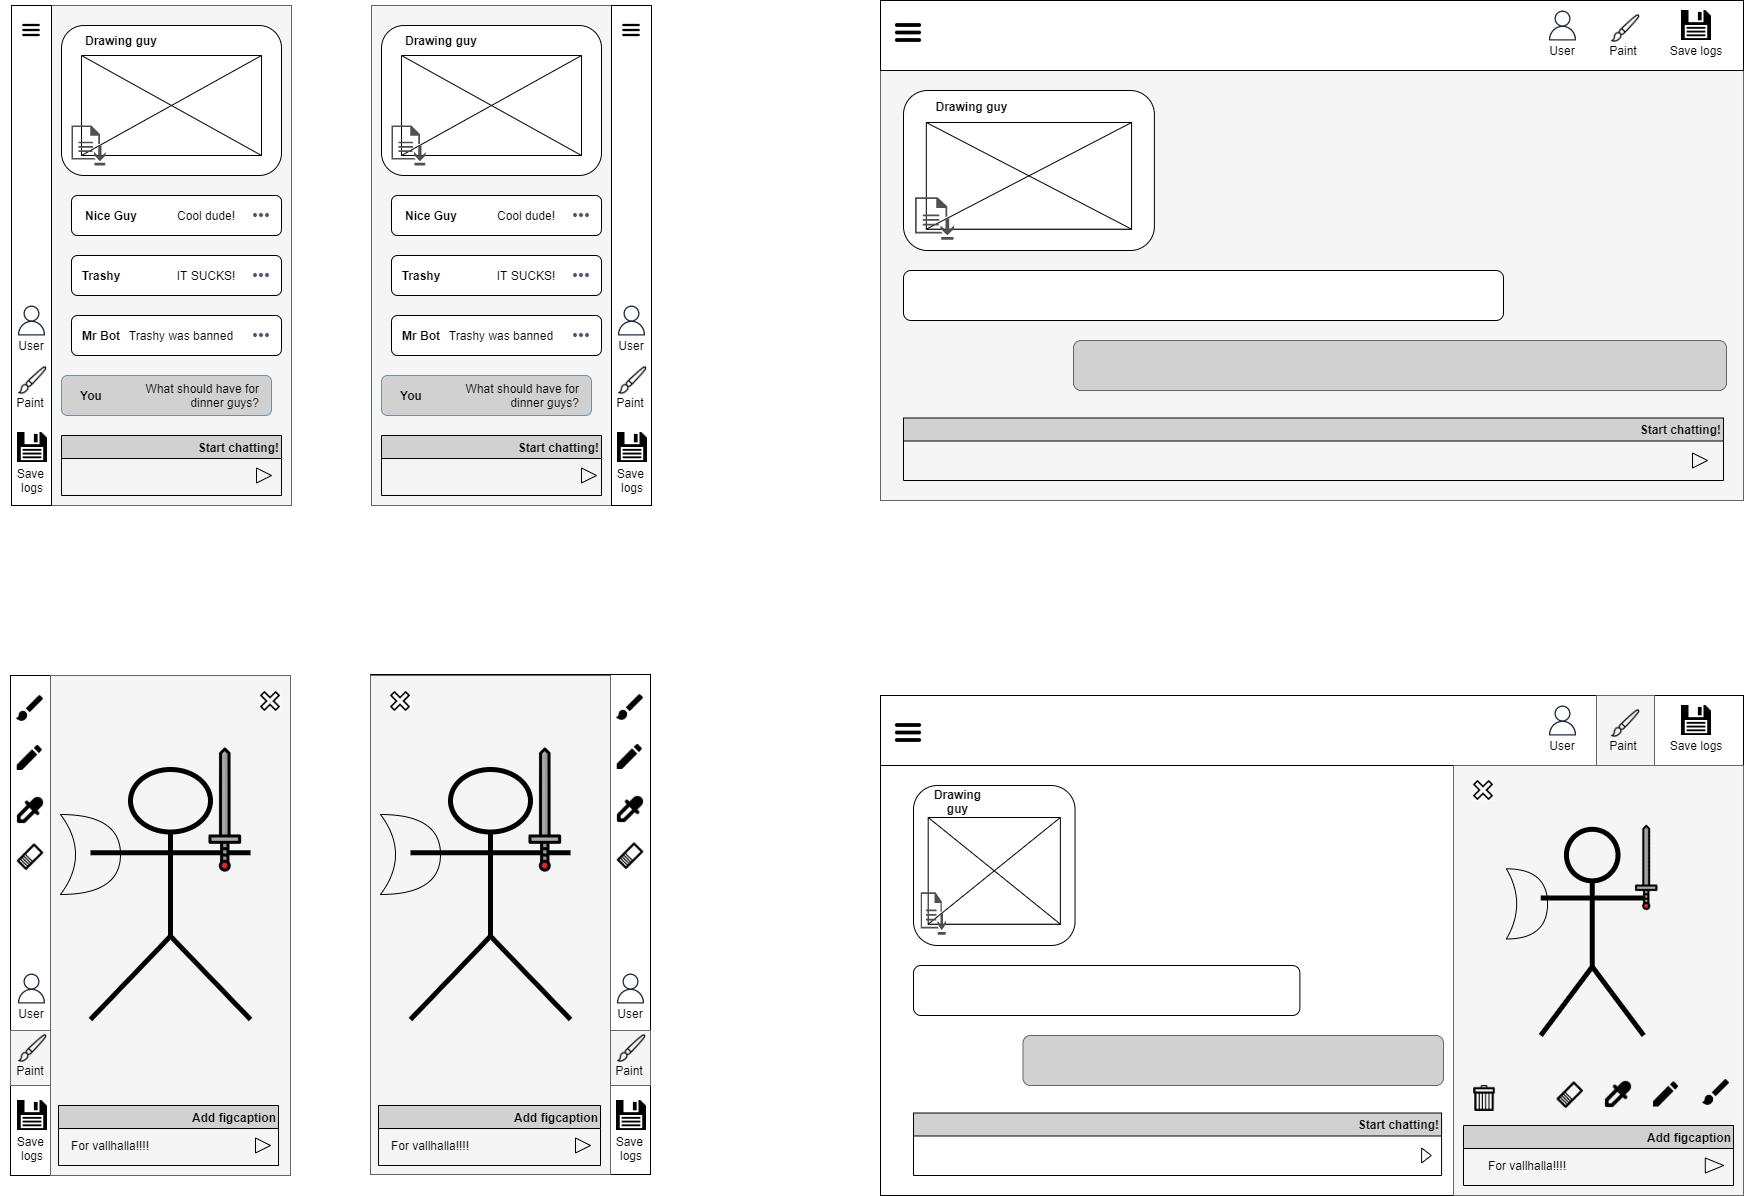 Drawing guy
Nice Guy Cool dude! •••
Trashy IT SUCKS! •••
Mr Bot Trashy was banned •••
You What should have for
dinner guys?
Start chatting!
User
Paint
Save
logs
Drawing guy
Nice Guy Cool dude! •••
Trashy IT SUCKS! •••
Mr Bot Trashy was banned •••
You What should have for
dinner guys?
Start chatting!
User
Paint
Save
logs
User Paint Save logs
Drawing guy
Start chatting!
User
Paint
Save
logs
Add figcaption
For vallhalla!!!!
User
Paint
Save
logs
Add figcaption
For vallhalla!!!!
User Paint Save logs
Drawing
guy
Start chatting!
Add figcaption
For vallhalla!!!!